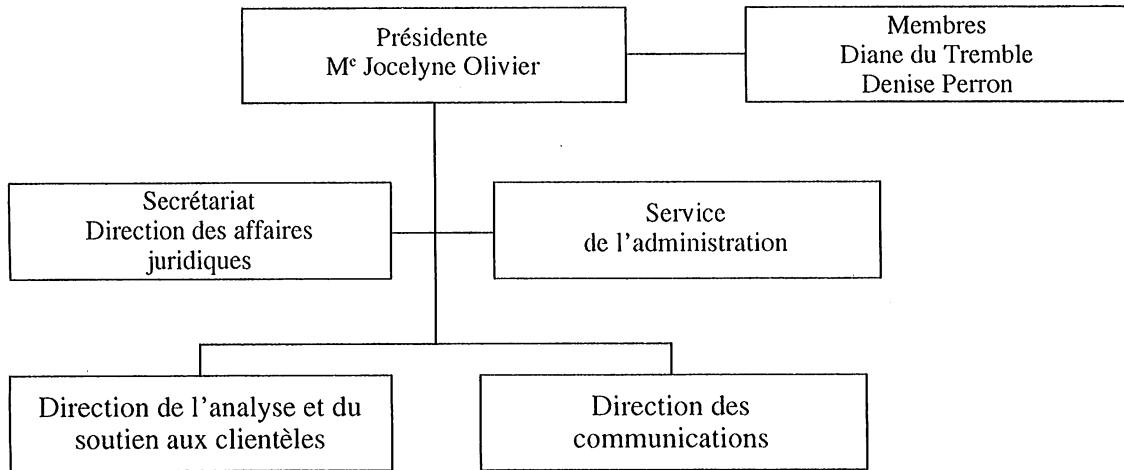 Présidente
Mᵉ Jocelyne Olivier
Membres
Diane du Tremble
Denise Perron
Secrétariat
Direction des affaires
juridiques
Service
de l'administration
Direction de l'analyse et du
soutien aux clientèles
Direction des
communications